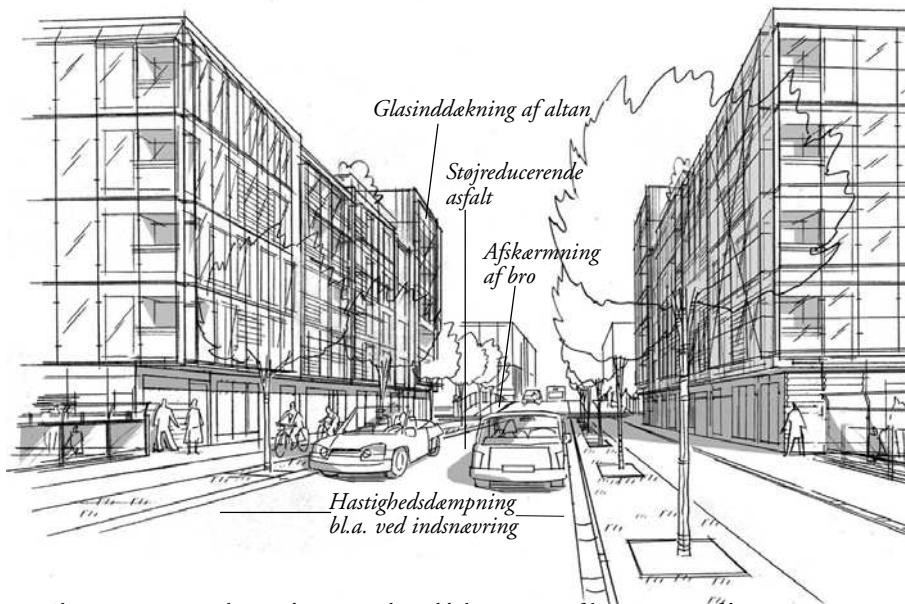 Glasinddækning af altan
Støjreducerende
asfalt
Afskærmning
af bro
Hastighedsdæmpning
bl.a. ved indsnævring